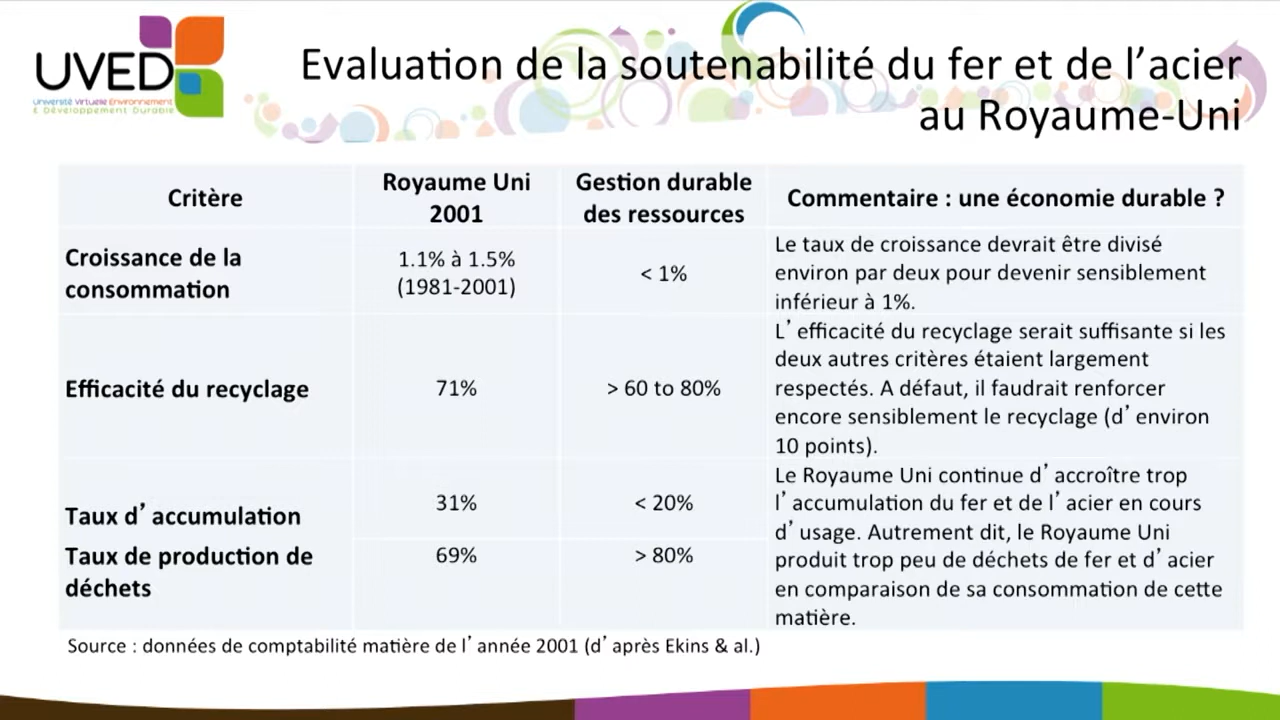 UVED
Université Virtuelle Environnement
& Développement Durable
Evaluation de la soutenabilité du fer et de l’acier
au Royaume-Uni
Critère
Royaume Uni
2001
Gestion durable
des ressources
Commentaire : une économie durable ?
Croissance de la
consommation
1.1% à 1.5%
(1981-2001)
< 1%
Le taux de croissance devrait être divisé
environ par deux pour devenir sensiblement
inférieur à 1%.
Efficacité du recyclage
71%
> 60 to 80%
L’ efficacité du recyclage serait suffisante si les
deux autres critères étaient largement
respectés. A défaut, il faudrait renforcer
encore sensiblement le recyclage (d’ environ
10 points).
Taux d’ accumulation
31%
< 20%
Taux de production de
déchets
69%
> 80%
Le Royaume Uni continue d’ accroître trop
l’ accumulation du fer et de l’ acier en cours
d’ usage. Autrement dit, le Royaume Uni
produit trop peu de déchets de fer et d’ acier
en comparaison de sa consommation de cette
matière.
Source : données de comptabilité matière de l’ année 2001 (d’ après Ekins & al.)